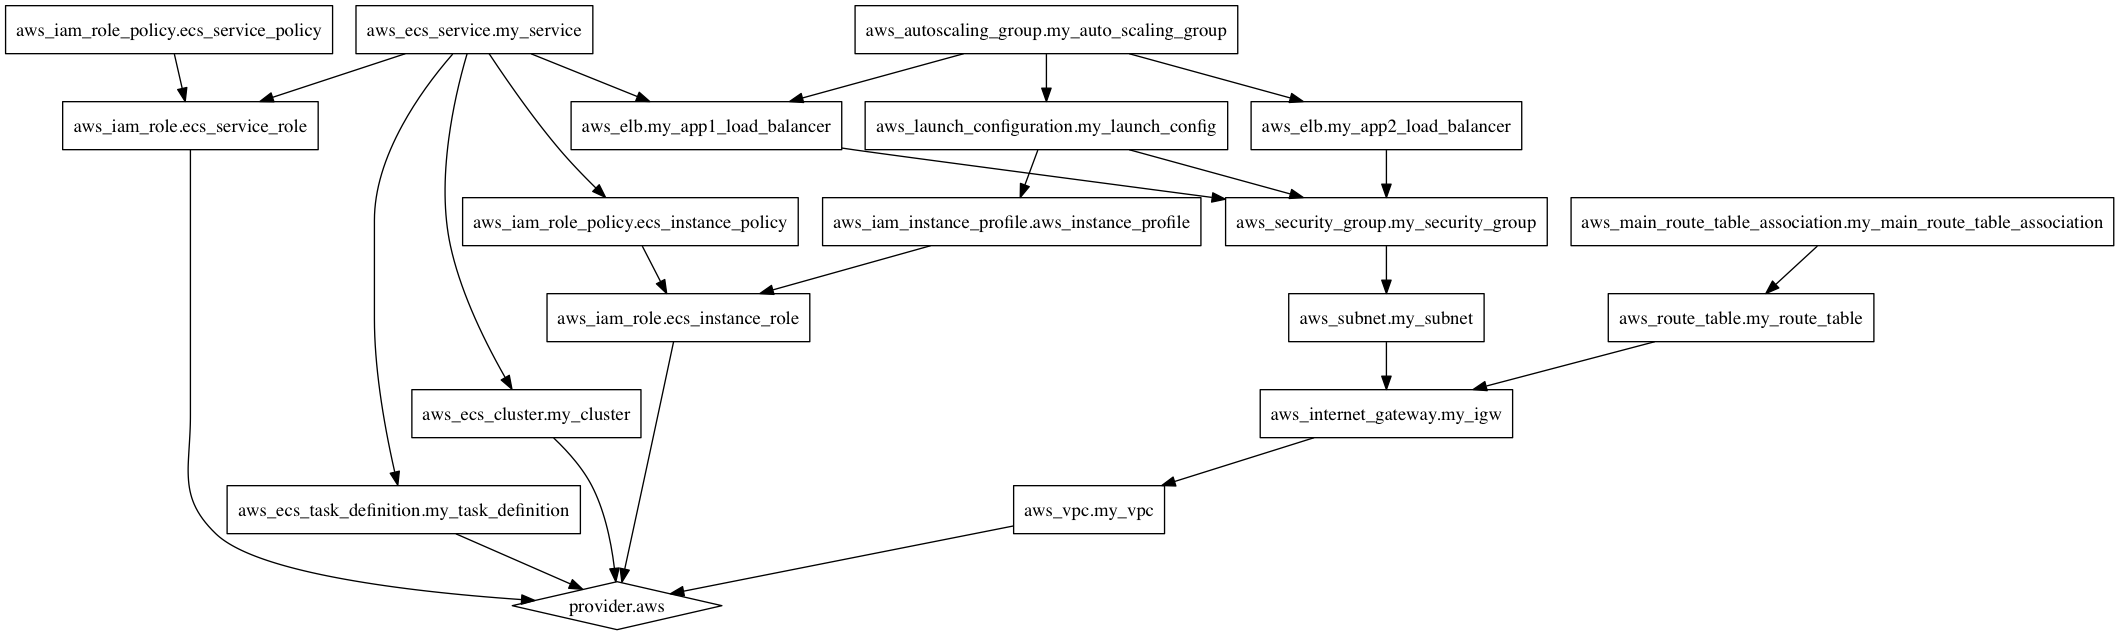 aws_iam_role_policy.ecs_service_policy
aws_ecs_service.my_service
aws_autoscaling_group.my_auto_scaling_group
aws_iam_role.ecs_service_role
aws_elb.my_app1_load_balancer
aws_launch_configuration.my_launch_config
aws_elb.my_app2_load_balancer
aws_iam_role_policy.ecs_instance_policy
aws_iam_instance_profile.aws_instance_profile
aws_security_group.my_security_group
aws_main_route_table_association.my_main_route_table_association
aws_iam_role.ecs_instance_role
aws_subnet.my_subnet
aws_route_table.my_route_table
aws_ecs_cluster.my_cluster
aws_internet_gateway.my_igw
aws_ecs_task_definition.my_task_definition
aws_vpc.my_vpc
provider.aws